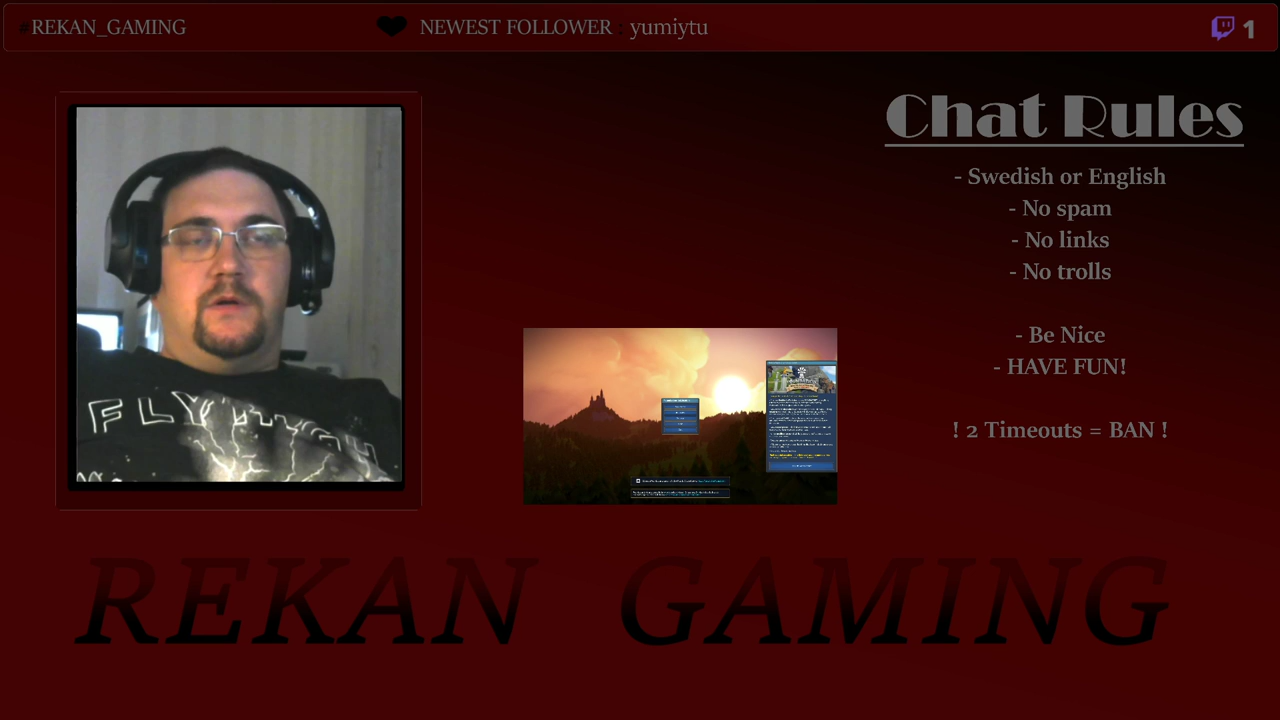 #REKAN_GAMING
NEWEST FOLLOWER : yumiytu
1
Chat Rules
- Swedish or English
- No spam
- No links
- No trolls
- Be Nice
- HAVE FUN!
! 2 Timeouts = BAN !
REKAN GAMING